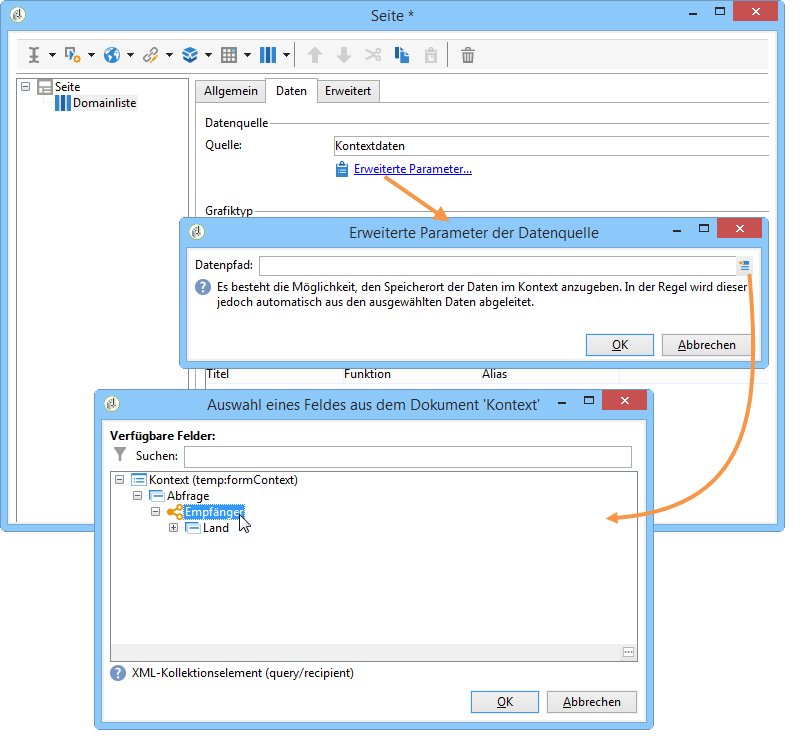 Seite *
Seite
Domainliste
Allgemein Daten Erweitert
Datenquelle
Quelle: Kontextdaten
Erweiterte Parameter...
Grafiktyp
Erweiterte Parameter der Datenquelle
Datenpfad:
Es besteht die Möglichkeit, den Speicherort der Daten im Kontext anzugeben. In der Regel wird dieser
jedoch automatisch aus den ausgewählten Daten abgeleitet.
OK Abbrechen
Titel Funktion Alias
Auswahl eines Feldes aus dem Dokument 'Kontext'
Verfügbare Felder:
Suchen:
Kontext (temp:formContext)
Abfrage
Empfänger
Land
XML-Kollektionselement (query/recipient)
OK Abbrechen